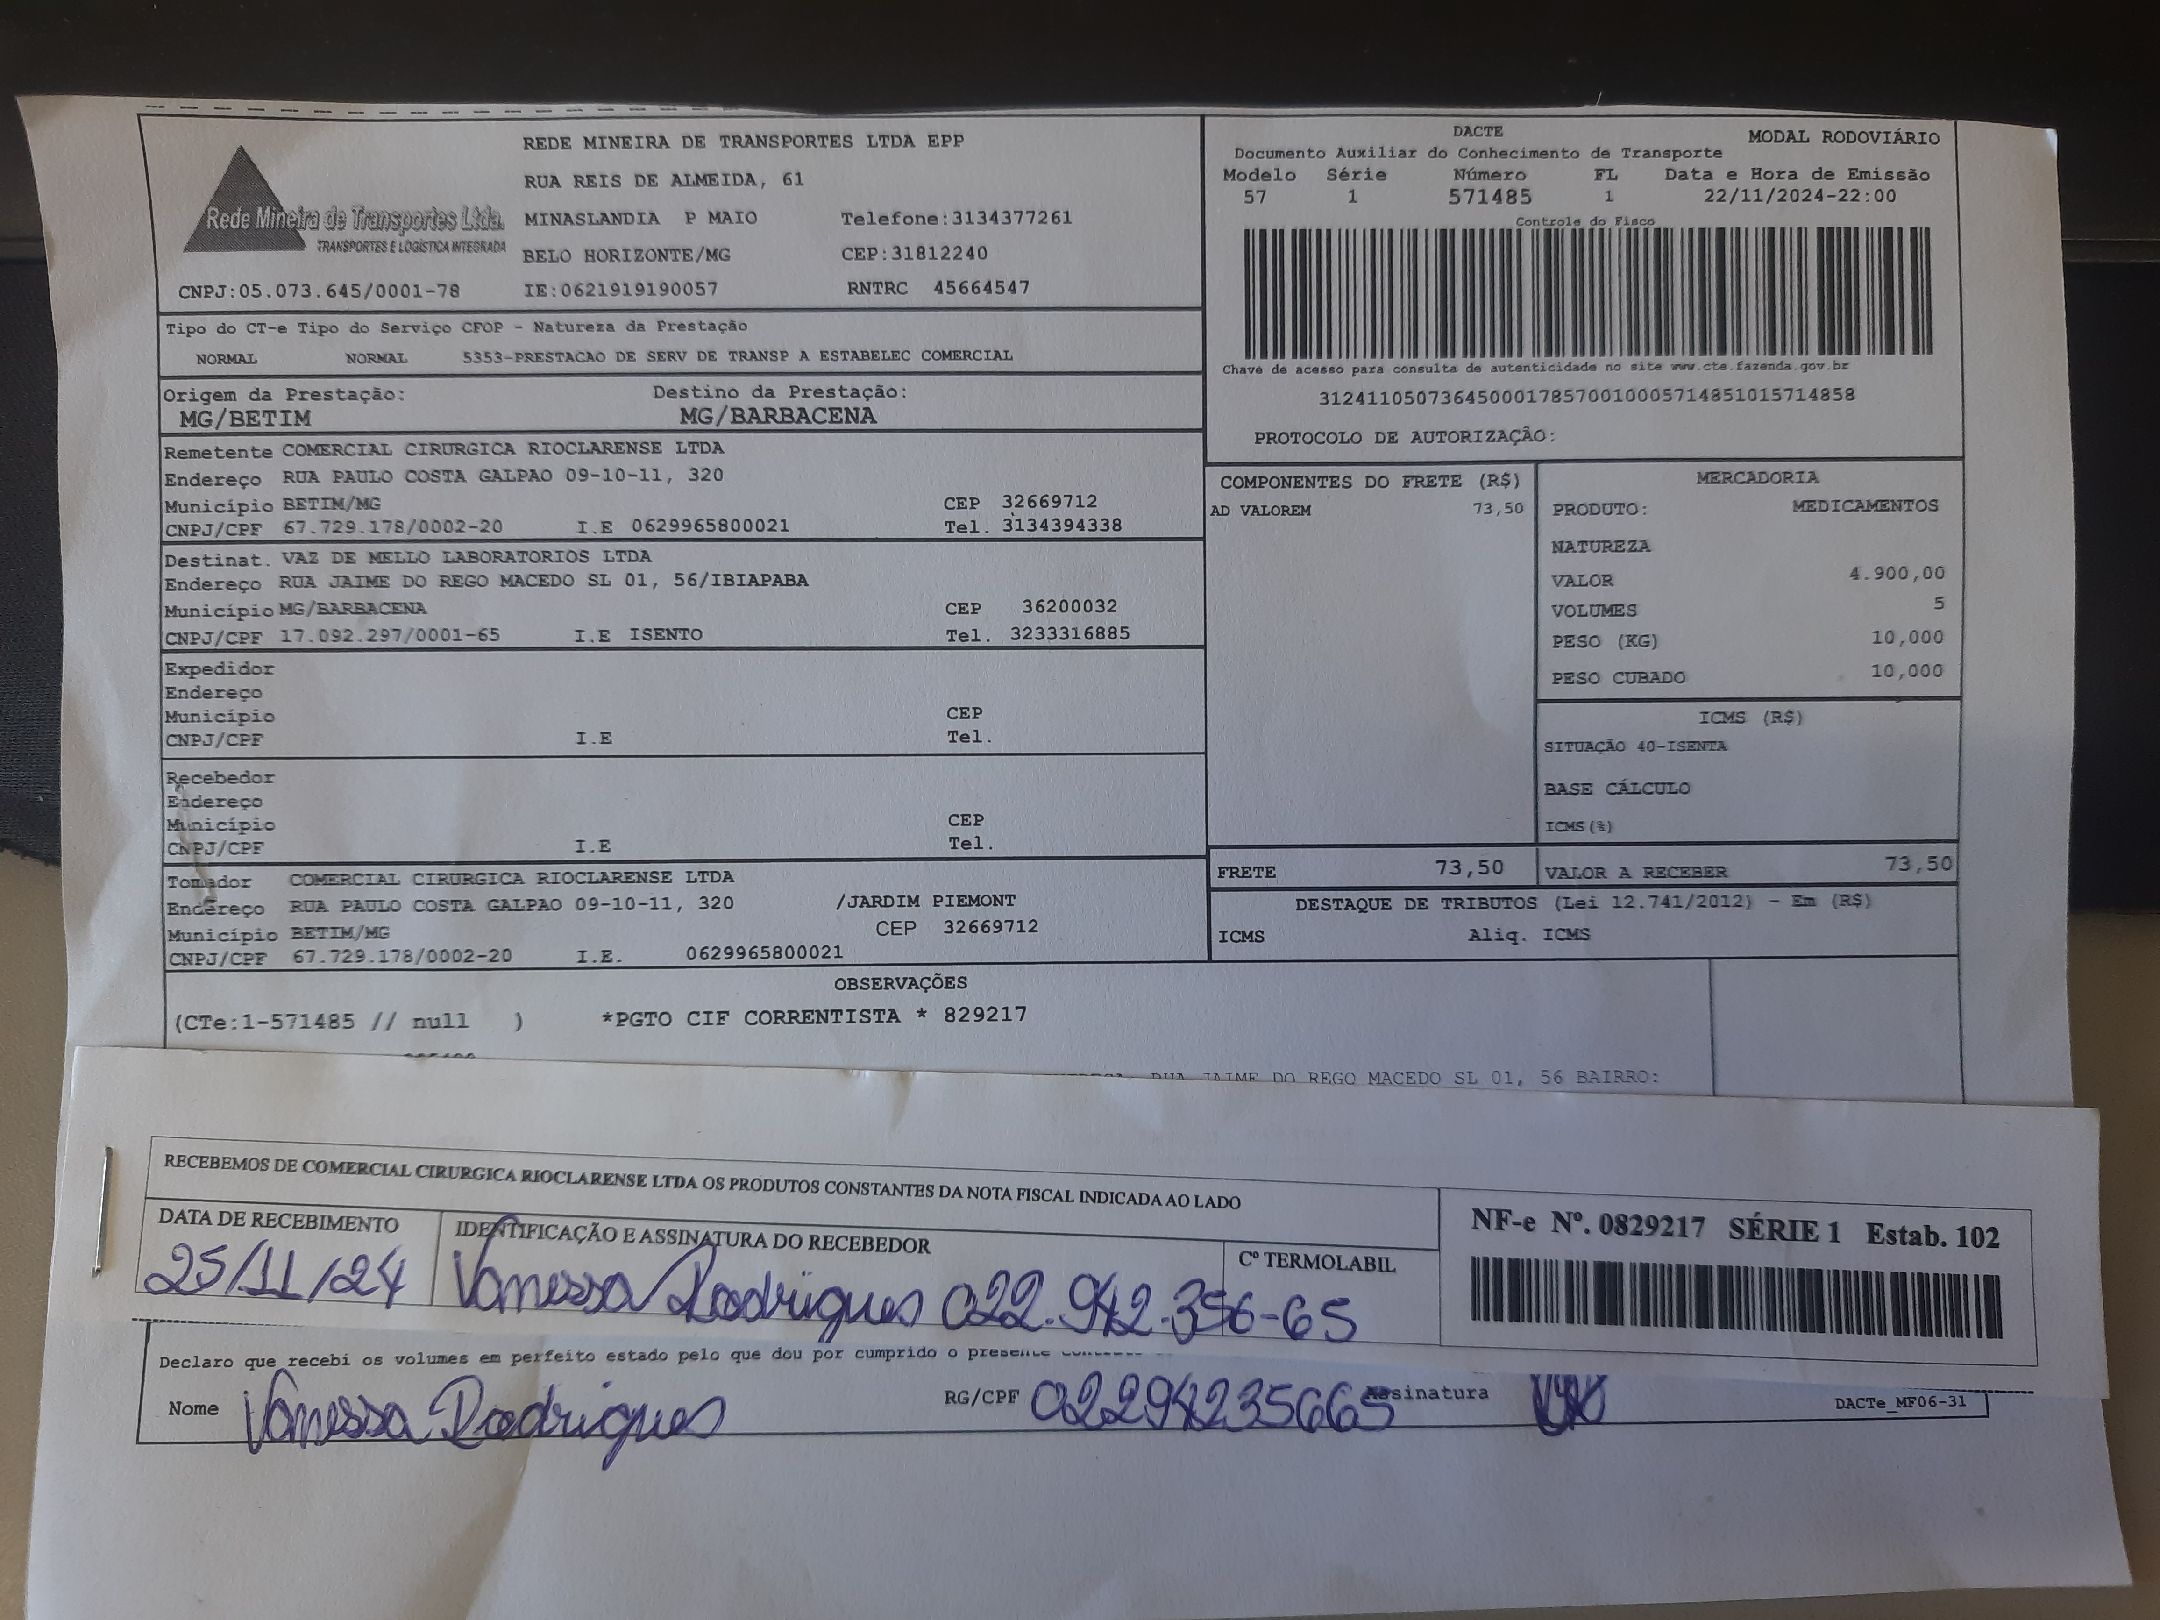 REDE MINEIRA DE TRANSPORTES LTDA EPP
RUA REIS DE ALMEIDA, 61
Rede Mineira de Transportes Ltda.
TRANSPORTES E LOGÍSTICA INTEGRADA
MINASLANDIA P MAIO Telefone:3134377261
BELO HORIZONTE/MG CEP:31812240
CNPJ:05.073.645/0001-78 IE:0621919190057 RNTRC 45664547
DACTE MODAL RODOVIÁRIO
Documento Auxiliar do Conhecimento de Transporte
Modelo Série Número FL Data e Hora de Emissão
57 1 571485 1 22/11/2024-22:00
Controle do Fisco
Chave de acesso para consulta de autenticidade no site www.cte.fazenda.gov.br
31241105073645000178570010005714851015714858
PROTOCOLO DE AUTORIZAÇÃO:
Tipo do CT-e Tipo do Serviço CFOP - Natureza da Prestação
NORMAL NORMAL 5353-PRESTACAO DE SERV DE TRANSP A ESTABELEC COMERCIAL
Origem da Prestação: Destino da Prestação:
MG/BETIM MG/BARBACENA
Remetente COMERCIAL CIRURGICA RIOCLARENSE LTDA
Endereço RUA PAULO COSTA GALPAO 09-10-11, 320
Município BETIM/MG CEP 32669712
CNPJ/CPF 67.729.178/0002-20 I.E 0629965800021 Tel. 3134394338
Destinat. VAZ DE MELLO LABORATORIOS LTDA
Endereço RUA JAIME DO REGO MACEDO SL 01, 56/IBIAPABA
Município MG/BARBACENA CEP 36200032
CNPJ/CPF 17.092.297/0001-65 I.E ISENTO Tel. 3233316885
Expedidor
Endereço
Município CEP
CNPJ/CPF I.E Tel.
Recebedor
Endereço
Município CEP
CNPJ/CPF I.E Tel.
Tomador COMERCIAL CIRURGICA RIOCLARENSE LTDA
Endereço RUA PAULO COSTA GALPAO 09-10-11, 320 /JARDIM PIEMONT
Município BETIM/MG CEP 32669712
CNPJ/CPF 67.729.178/0002-20 I.E. 0629965800021
COMPONENTES DO FRETE (R$)
AD VALOREM 73,50
MERCADORIA
PRODUTO: MEDICAMENTOS
NATUREZA
VALOR 4.900,00
VOLUMES 5
PESO (KG) 10,000
PESO CUBADO 10,000
ICMS (R$)
SITUAÇÃO 40-ISENTA
BASE CÁLCULO
ICMS(%)
FRETE 73,50 VALOR A RECEBER 73,50
DESTAQUE DE TRIBUTOS (Lei 12.741/2012) - Em (R$)
ICMS Aliq. ICMS
OBSERVAÇÕES
(CTe:1-571485 // null ) *PGTO CIF CORRENTISTA * 829217
RUA JAIME DO REGO MACEDO SL 01, 56 BAIRRO:
RECEBEMOS DE COMERCIAL CIRURGICA RIOCLARENSE LTDA OS PRODUTOS CONSTANTES DA NOTA FISCAL INDICADA AO LADO
DATA DE RECEBIMENTO IDENTIFICAÇÃO E ASSINATURA DO RECEBEDOR Cº TERMOLABIL
25/11/24 Vanessa Rodrigues 022.942.356-65
NF-e Nº. 0829217 SÉRIE 1 Estab. 102
Declaro que recebi os volumes em perfeito estado pelo que dou por cumprido o presente
Nome Vanessa Rodrigues RG/CPF 02294235665 Assinatura DACTe_MF06-31